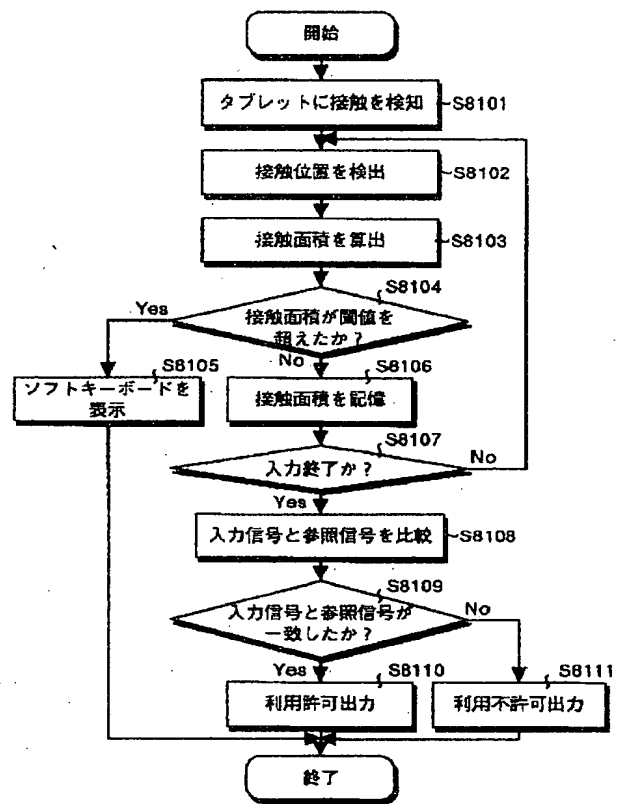 開始
タブレットに接触を検知
S8101
接触位置を検出
S8102
接触面積を算出
S8103
S8104
接触面積が閾値を
超えたか?
Yes
No
S8105
ソフトキーボードを
表示
S8106
接触面積を記憶
S8107
入力終了か?
No
Yes
入力信号と参照信号を比較
S8108
S8109
入力信号と参照信号が
一致したか?
No
Yes
S8110
利用許可出力
S8111
利用不許可出力
終了